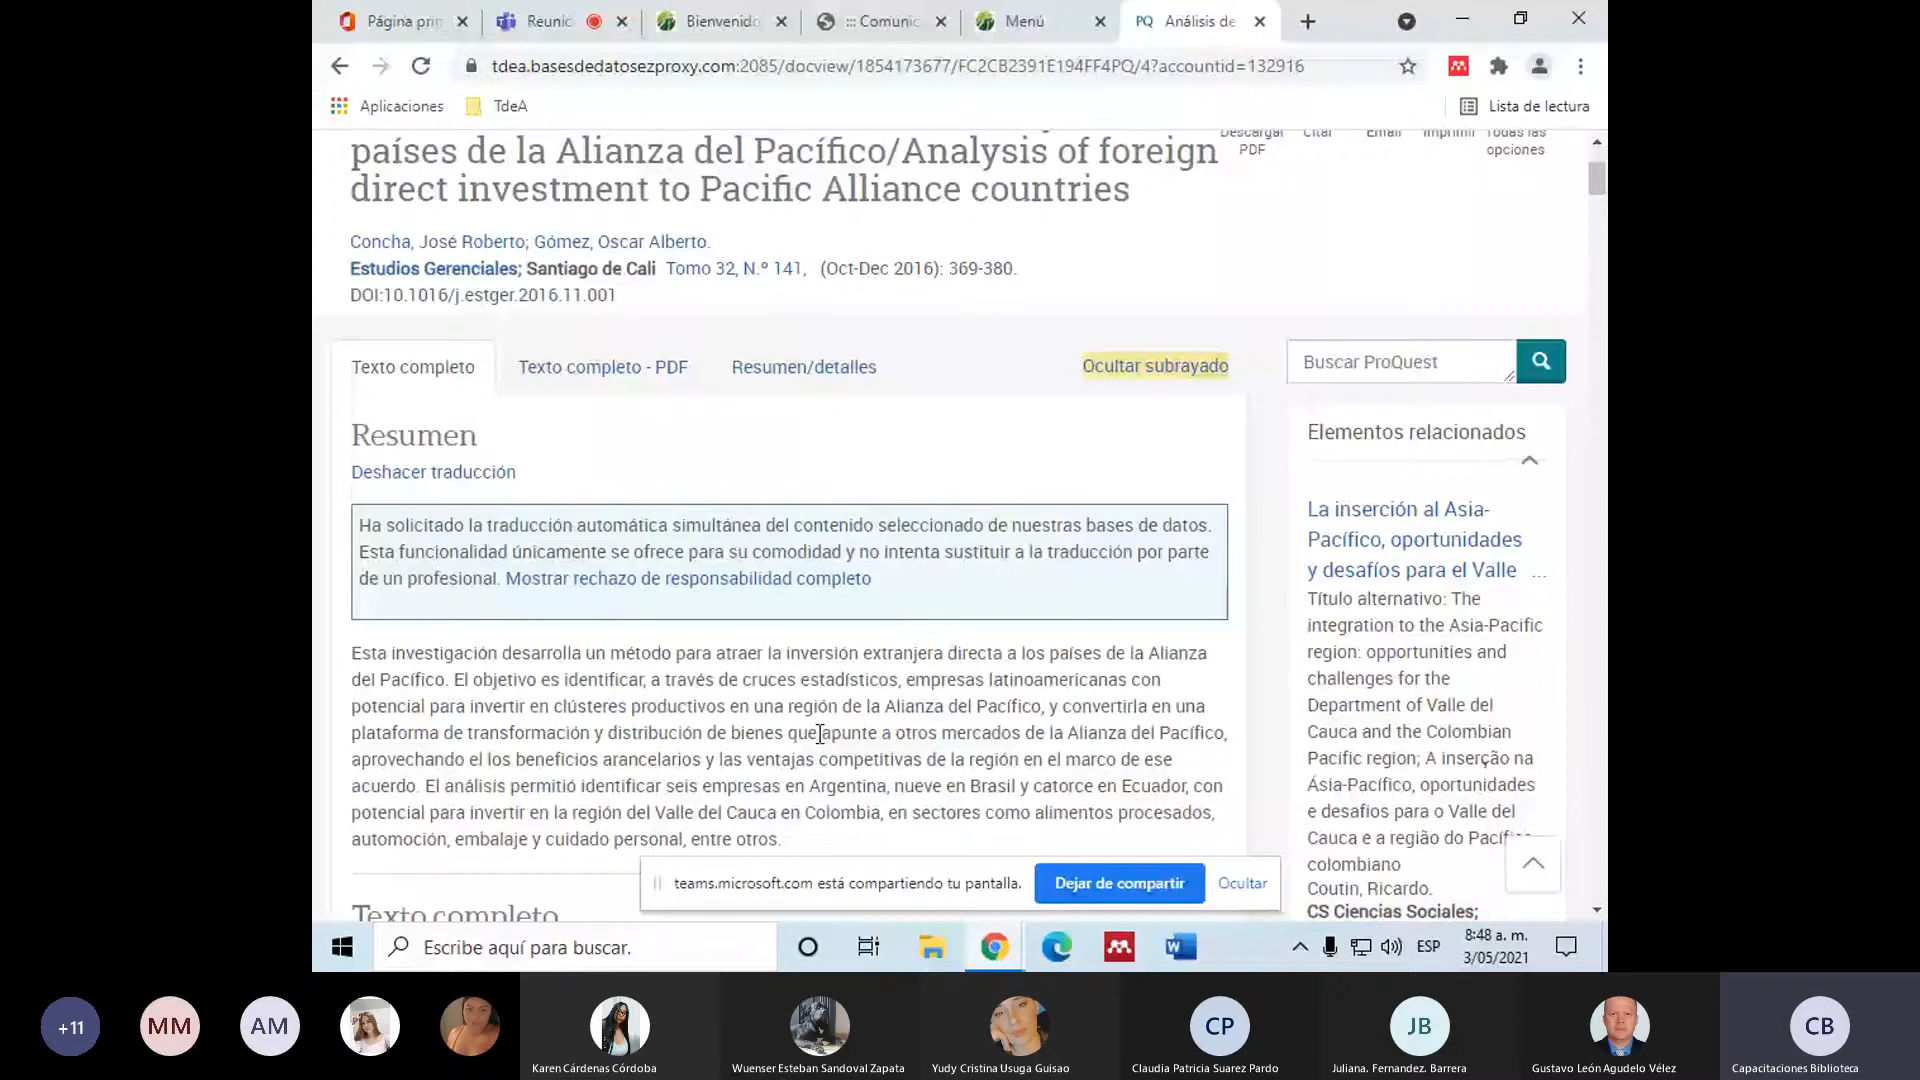 Página prin
Reunió
Bienvenido
::: Comunic
Menú
PQ Análisis de
tdea.basesdedatosezproxy.com:2085/docview/1854173677/FC2CB2391E194FF4PQ/4?accountid=132916
Aplicaciones
TdeA
Lista de lectura
países de la Alianza del Pacífico/Analysis of foreign
direct investment to Pacific Alliance countries
Descargar PDF
Citar
Email
Imprimir
Todas las opciones
Concha, José Roberto; Gómez, Oscar Alberto.
Estudios Gerenciales; Santiago de Cali Tomo 32, N.º 141, (Oct-Dec 2016): 369-380.
DOI:10.1016/j.estger.2016.11.001
Texto completo
Texto completo - PDF
Resumen/detalles
Ocultar subrayado
Buscar ProQuest
Resumen
Deshacer traducción
Ha solicitado la traducción automática simultánea del contenido seleccionado de nuestras bases de datos.
Esta funcionalidad únicamente se ofrece para su comodidad y no intenta sustituir a la traducción por parte
de un profesional. Mostrar rechazo de responsabilidad completo
Esta investigación desarrolla un método para atraer la inversión extranjera directa a los países de la Alianza
del Pacífico. El objetivo es identificar, a través de cruces estadísticos, empresas latinoamericanas con
potencial para invertir en clústeres productivos en una región de la Alianza del Pacífico, y convertirla en una
plataforma de transformación y distribución de bienes que apunte a otros mercados de la Alianza del Pacífico,
aprovechando el los beneficios arancelarios y las ventajas competitivas de la región en el marco de ese
acuerdo. El análisis permitió identificar seis empresas en Argentina, nueve en Brasil y catorce en Ecuador, con
potencial para invertir en la región del Valle del Cauca en Colombia, en sectores como alimentos procesados,
automoción, embalaje y cuidado personal, entre otros.
Texto completo
Elementos relacionados
La inserción al Asia-
Pacífico, oportunidades
y desafíos para el Valle ...
Título alternativo: The
integration to the Asia-Pacific
region: opportunities and
challenges for the
Department of Valle del
Cauca and the Colombian
Pacific region; A inserção na
Ásia-Pacífico, oportunidades
e desafios para o Valle del
Cauca e a região do Pacífico
colombiano
Coutin, Ricardo.
CS Ciencias Sociales;
teams.microsoft.com está compartiendo tu pantalla.
Dejar de compartir
Ocultar
Escribe aquí para buscar.
ESP
8:48 a. m.
3/05/2021
+11
MM
AM
CP
JB
CB
Karen Cárdenas Córdoba
Wuenser Esteban Sandoval Zapata
Yudy Cristina Usuga Guisao
Claudia Patricia Suarez Pardo
Juliana. Fernandez. Barrera
Gustavo León Agudelo Vélez
Capacitaciones Biblioteca